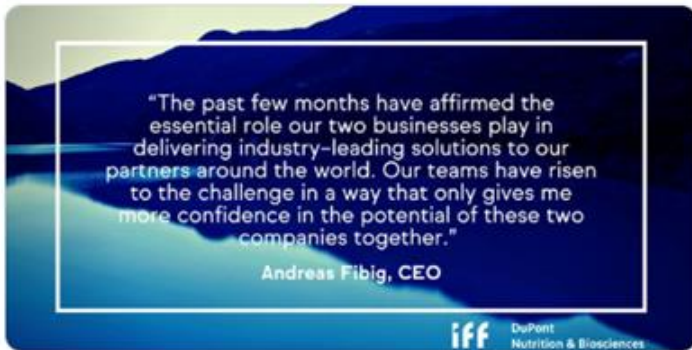 “The past few months have affirmed the
essential role our two businesses play in
delivering industry-leading solutions to our
partners around the world. Our teams have risen
to the challenge in a way that only gives me
more confidence in the potential of these two
companies together.”
Andreas Fibig, CEO
iff
DuPont
Nutrition & Biosciences